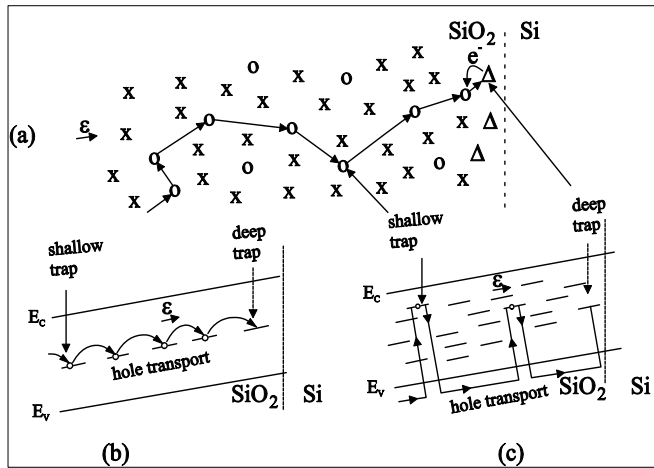 SiO2 Si
e-
(a)
ε
shallow
trap
deep
trap
Ec
ε
hole transport
Ev
SiO2 Si
(b)
shallow
trap
deep
trap
Ec
ε
Ev
hole transport
SiO2 Si
(c)